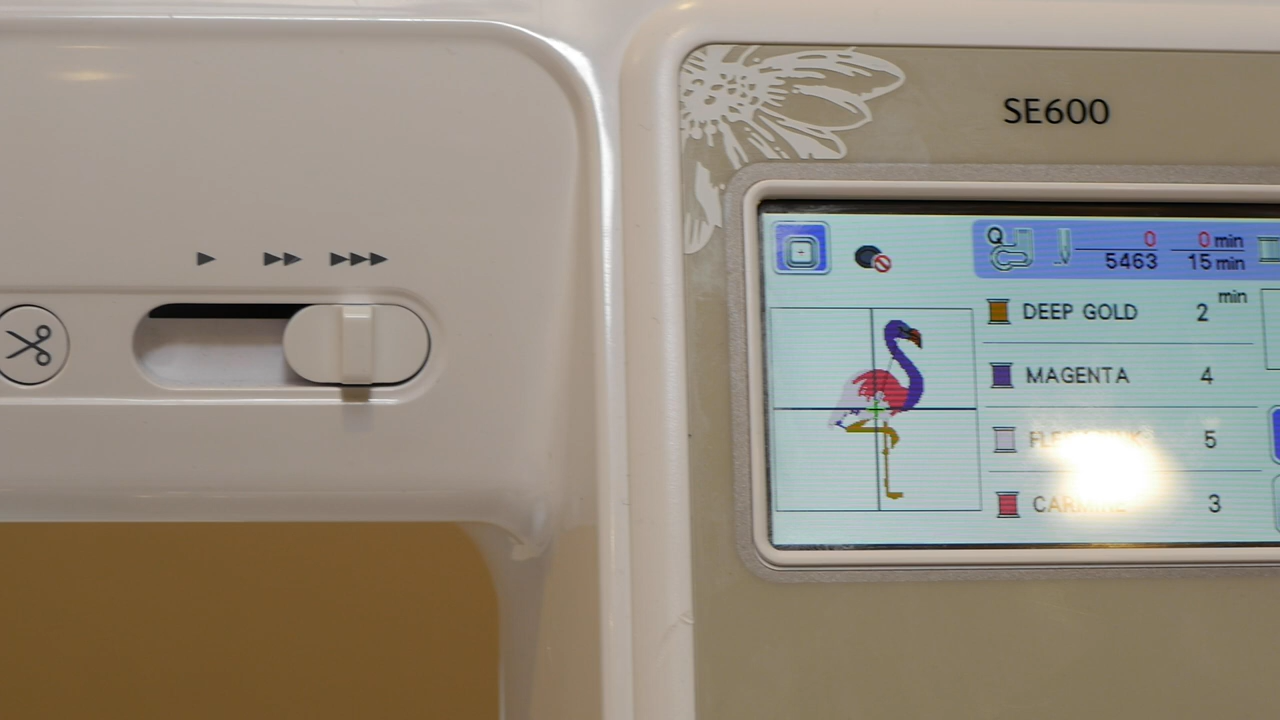 SE600
Q 0 0 min
5463 15 min
min
DEEP GOLD 2
MAGENTA 4
5
3